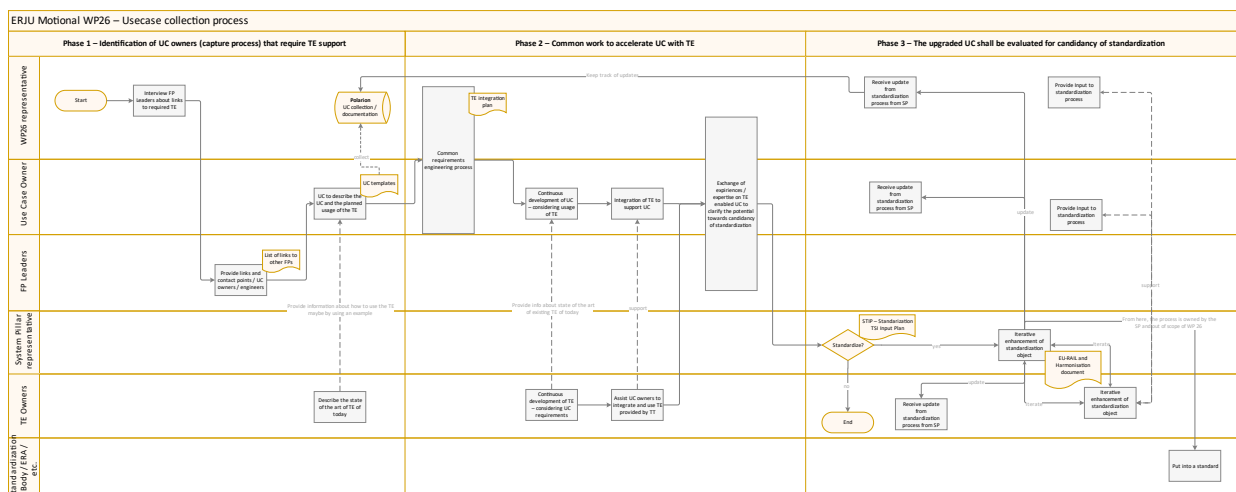 ERJU Motional WP26 – Usecase collection process
Phase 1 – Identification of UC owners (capture process) that require TE support
Phase 2 – Common work to accelerate UC with TE
Phase 3 – The upgraded UC shall be evaluated for candidancy of standardization
WP26 representative
Start
Interview FP
Leaders about links
to required TE
Polarion
UC collection /
documentation
Keep track of updates
TE integration
plan
Common
requirements
engineering process
Receive update
from
standardization
process from SP
Provide input to
standardization
process
Use Case Owner
collect
UC templates
UC to describe the
UC and the planned
usage of the TE
Continuous
development of UC
– considering usage
of TE
Integration of TE to
support UC
Exchange of
expiriences /
expertise on TE
enabled UC to
clarify the potential
towards candidancy
of standardization
Receive update
from
standardization
process from SP
update
Provide input to
standardization
process
FP Leaders
List of links to
other FPs
Provide links and
contact points / UC
owners / engineers
Provide information about how to use the TE
maybe by using an example
Provide info about state of the art
of existing TE of today
support
support
System Pillar
representative
STIP – Standarization
TSI Input Plan
Standardize?
yes
no
Iterative
enhancement of
standardization
object
From here, the process is owned by the
SP and out of scope of WP 26
iterate
EU-RAIL and
Harmonisation
document
TE Owners
Describe the state
of the art of TE of
today
Continuous
development of TE
– considering UC
requirements
Assist UC owners to
integrate and use TE
provided by TT
End
update
Receive update
from
standardization
process from SP
iterate
Iterative
enhancement of
standardization
object
Body / ERA /
etc.
Put into a standard